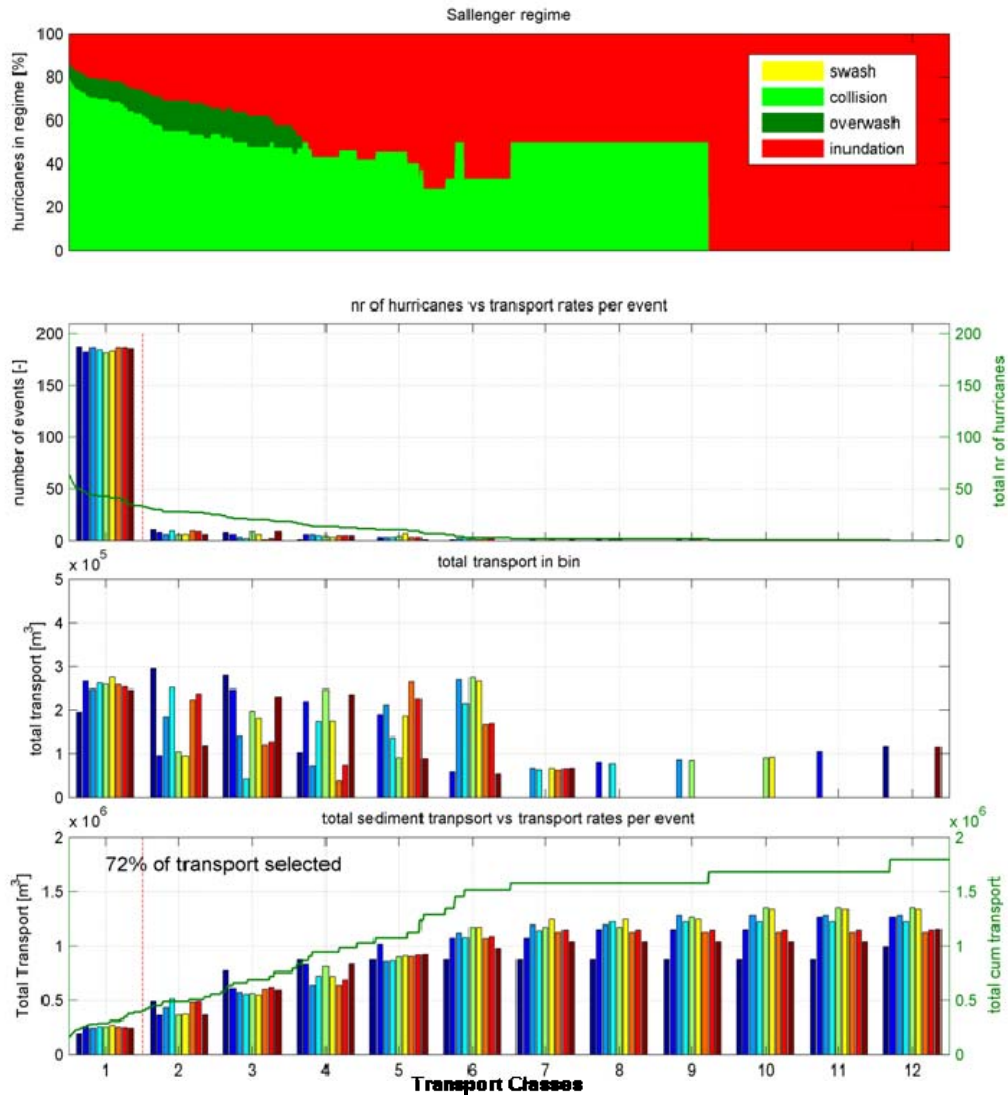 Sallenger regime
hurricanes in regime [%]
100
80
60
40
20
0
swash
collision
overwash
inundation
nr of hurricanes vs transport rates per event
number of events [-]
200
150
100
50
0
200
150
100
50
0
total nr of hurricanes
total transport in bin
x 10^5
total transport [m^3]
5
4
3
2
1
0
total sediment tranpsort vs transport rates per event
x 10^6
x 10^6
72% of transport selected
Total Transport [m^3]
2
1.5
1
0.5
0
2
1.5
1
0.5
0
total cum transport
1 2 3 4 5 6 7 8 9 10 11 12
Transport Classes